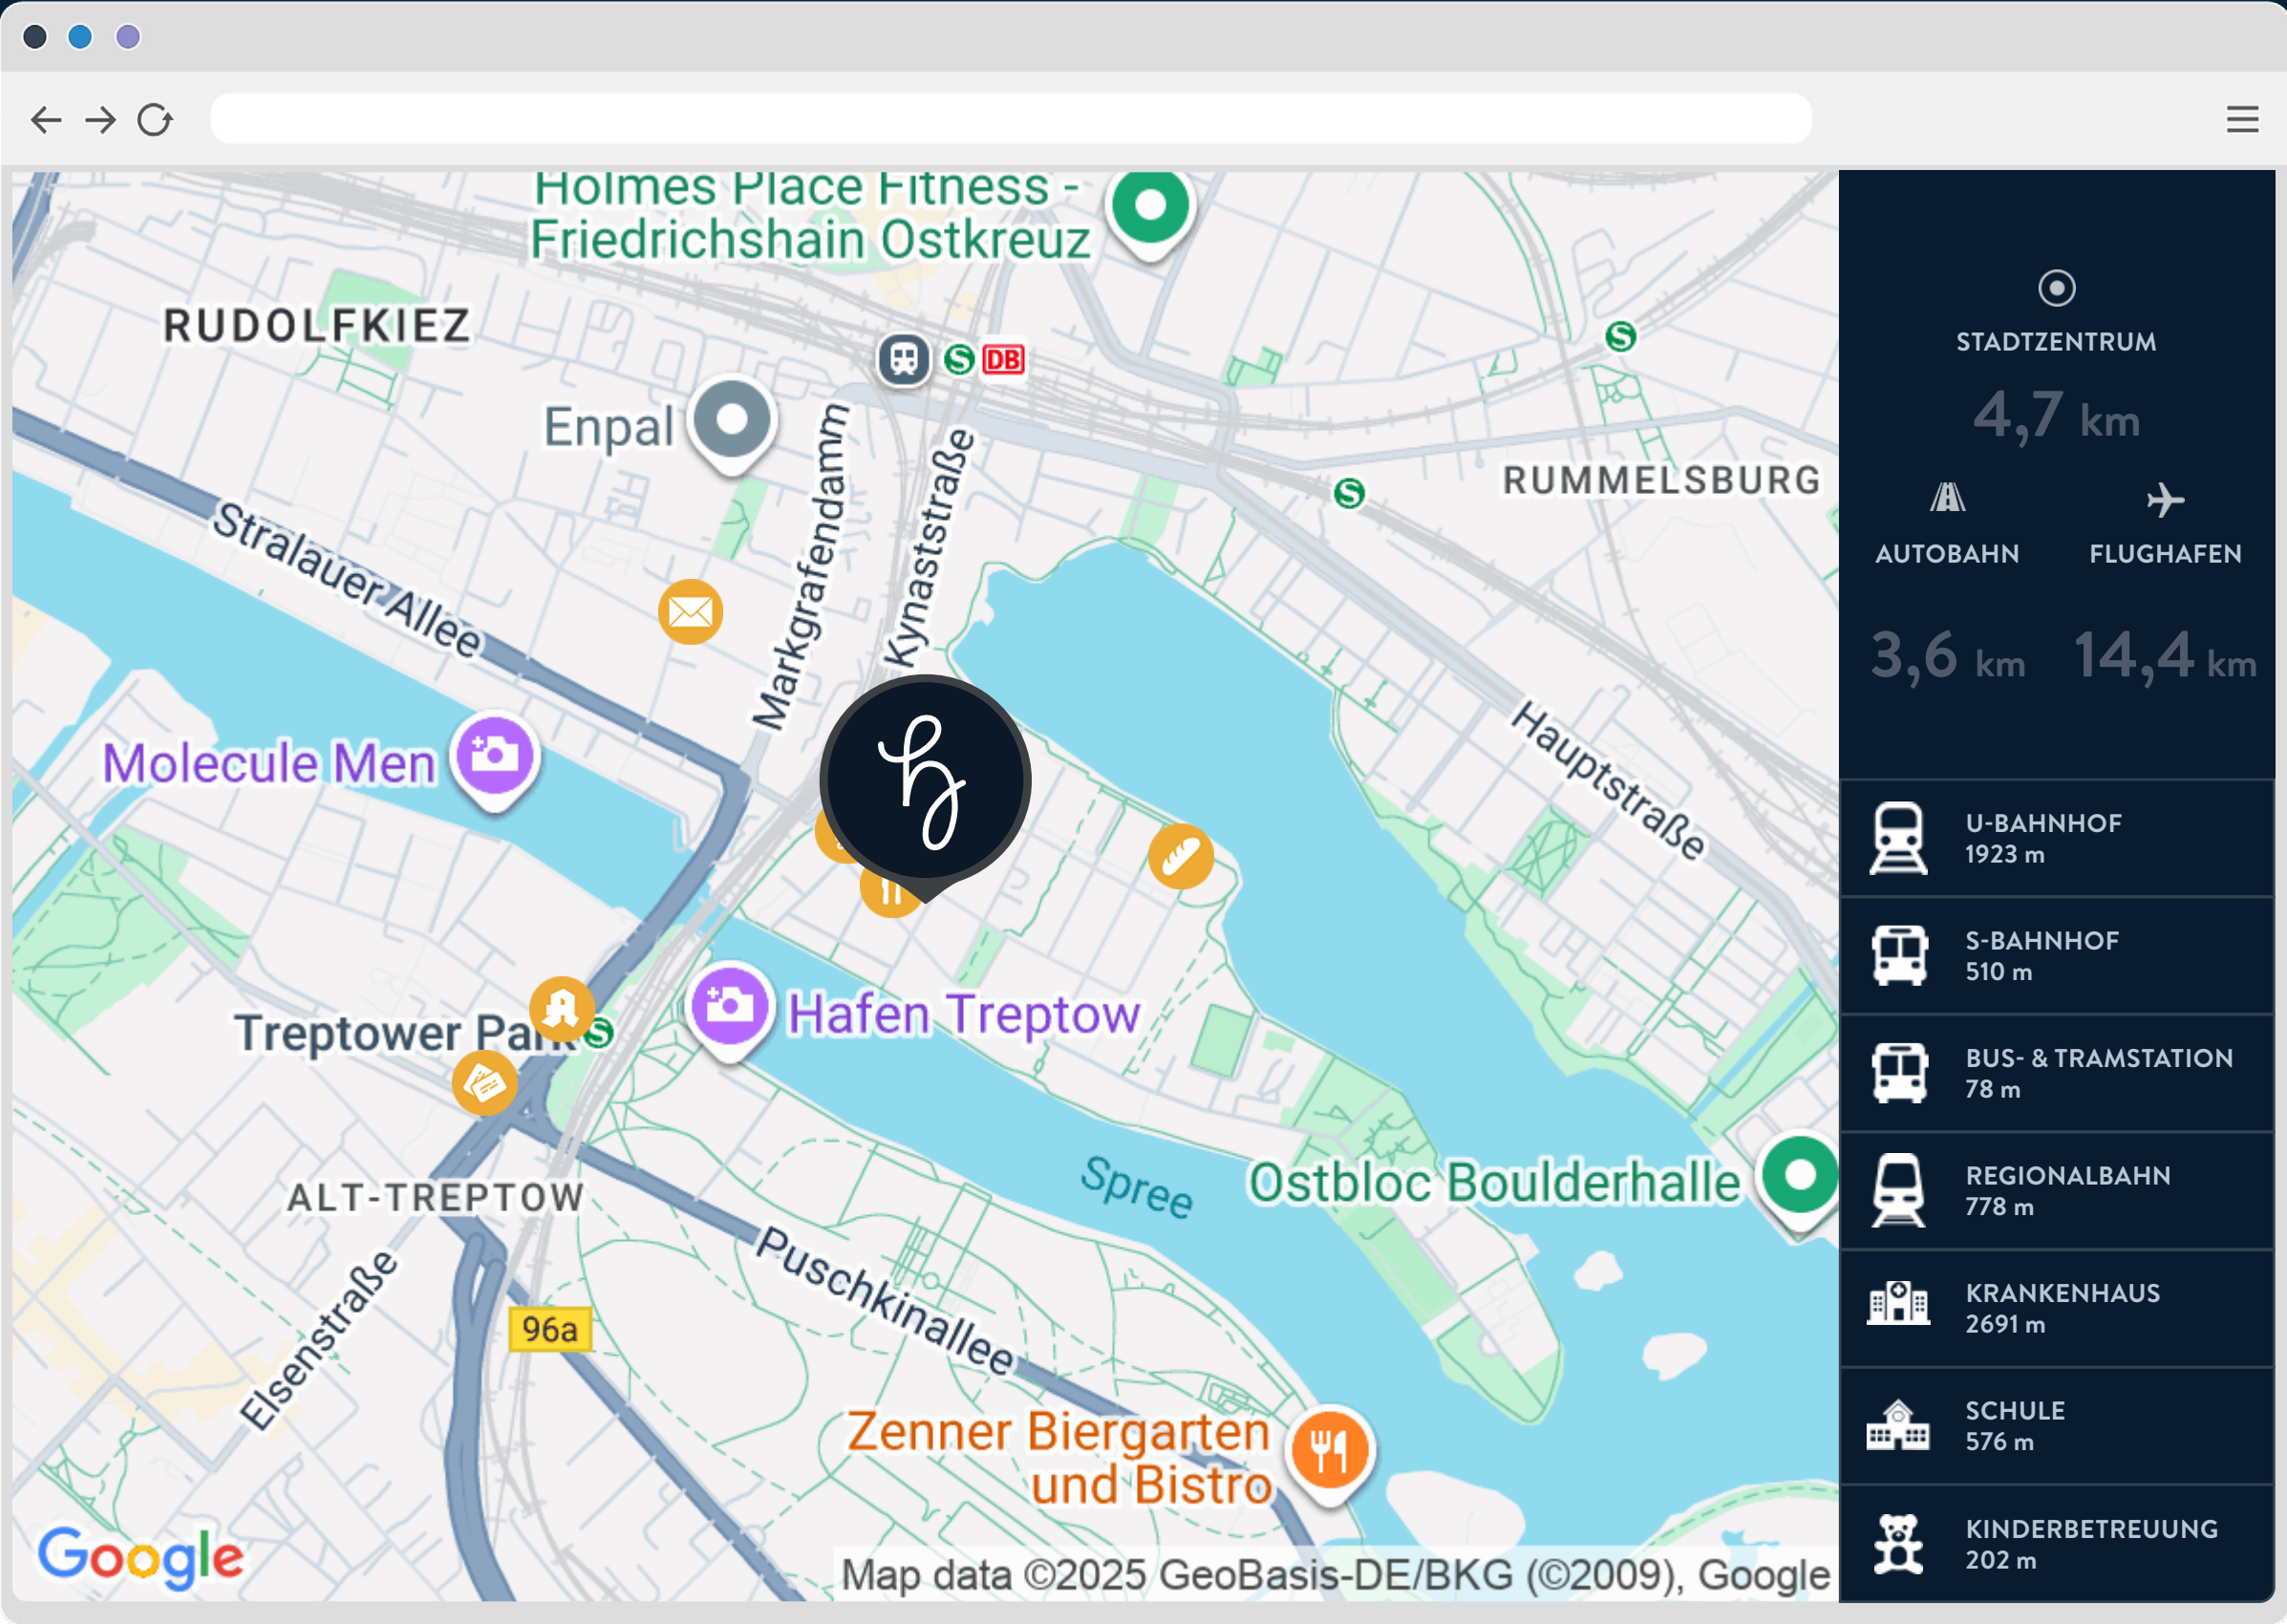 Holmes Place Fitness -
Friedrichshain Ostkreuz
RUDOLFKIEZ
S
DB
S
Enpal
RUMMELSBURG
S
Markgrafendamm
Kynaststraße
Stralauer Allee
Hauptstraße
Molecule Men
Hafen Treptow
Treptower Park
S
Spree
Ostbloc Boulderhalle
ALT-TREPTOW
Puschkinallee
Elsenstraße
96a
Zenner Biergarten
und Bistro
Google
Map data ©2025 GeoBasis-DE/BKG (©2009), Google
STADTZENTRUM
4,7 km
AUTOBAHN
FLUGHAFEN
3,6 km
14,4 km
U-BAHNHOF
1923 m
S-BAHNHOF
510 m
BUS- & TRAMSTATION
78 m
REGIONALBAHN
778 m
KRANKENHAUS
2691 m
SCHULE
576 m
KINDERBETREUUNG
202 m